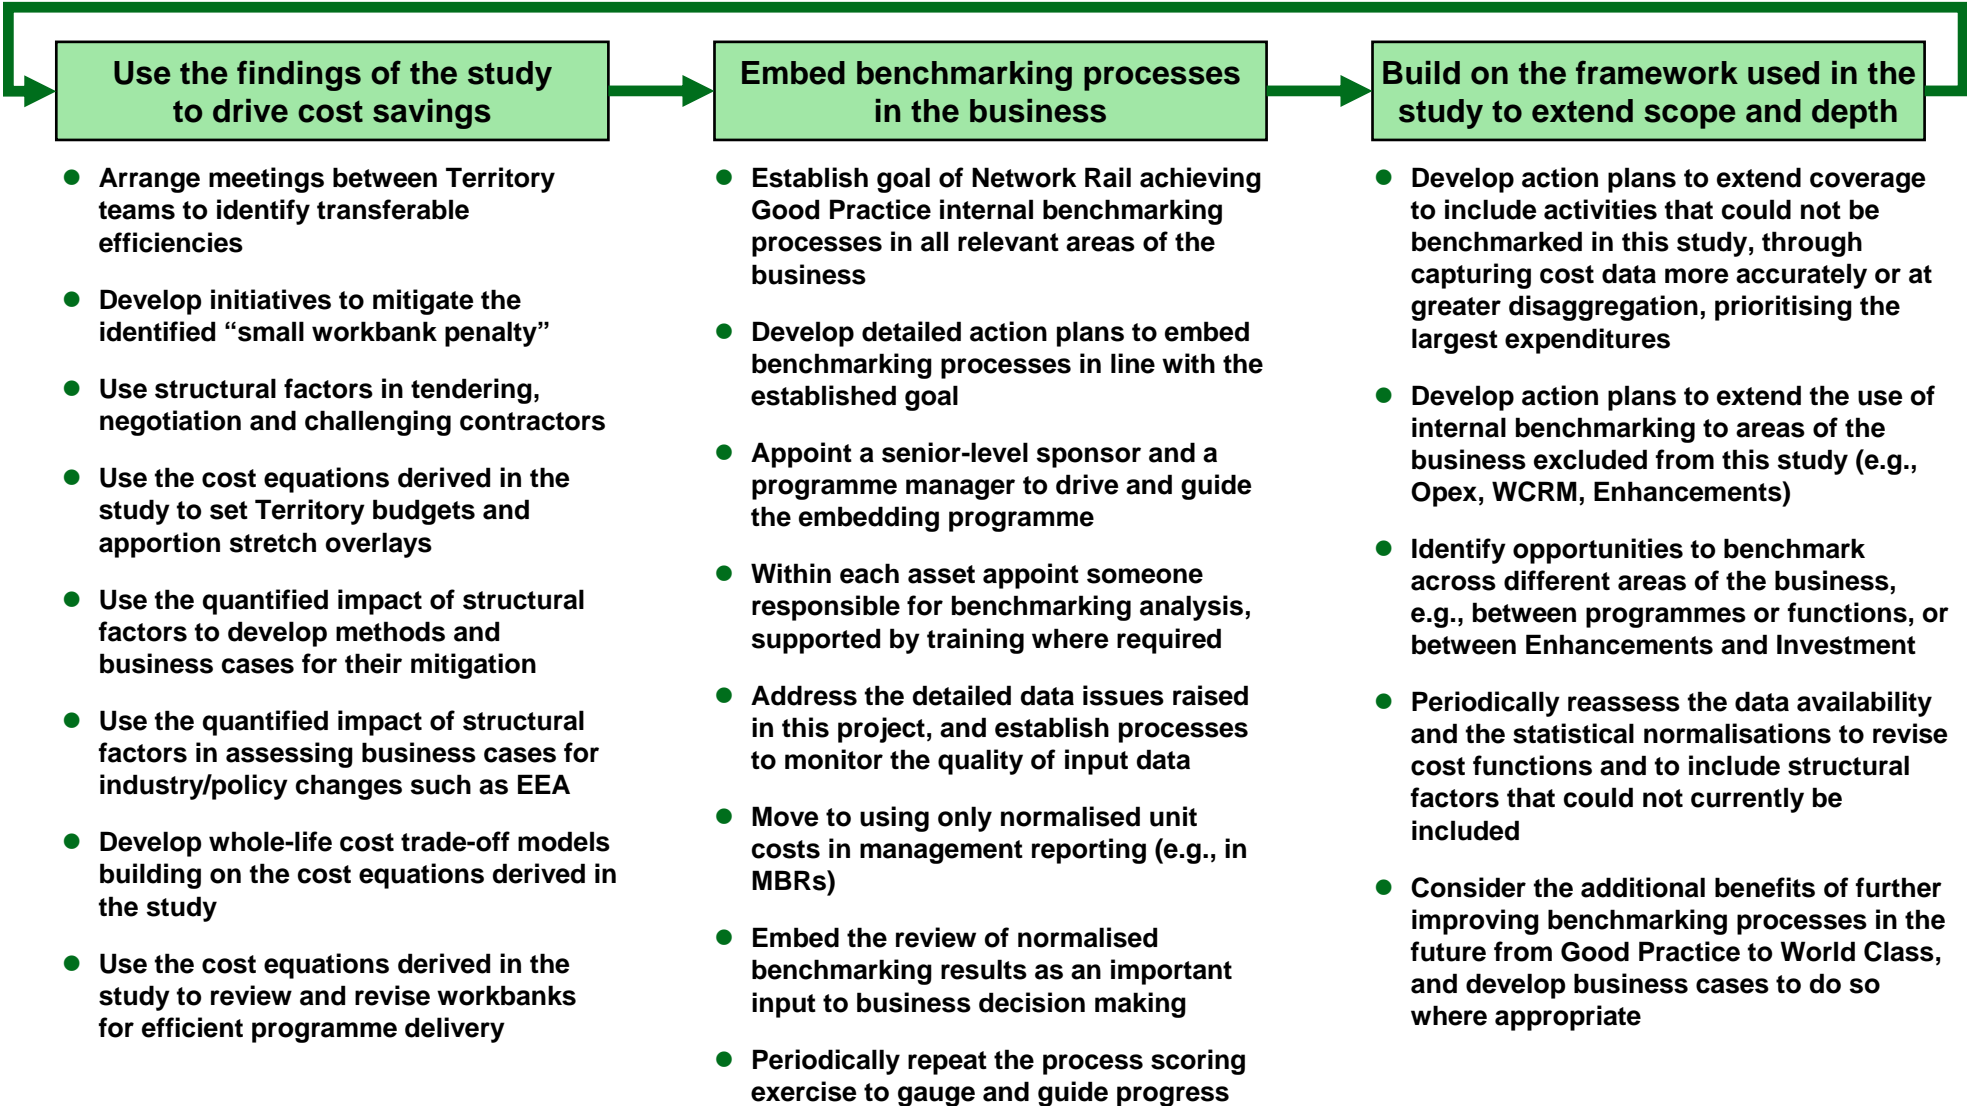 Use the findings of the study
to drive cost savings
● Arrange meetings between Territory
teams to identify transferable
efficiencies
● Develop initiatives to mitigate the
identified “small workbank penalty”
● Use structural factors in tendering,
negotiation and challenging contractors
● Use the cost equations derived in the
study to set Territory budgets and
apportion stretch overlays
● Use the quantified impact of structural
factors to develop methods and
business cases for their mitigation
● Use the quantified impact of structural
factors in assessing business cases for
industry/policy changes such as EEA
● Develop whole-life cost trade-off models
building on the cost equations derived in
the study
● Use the cost equations derived in the
study to review and revise workbanks
for efficient programme delivery
Embed benchmarking processes
in the business
● Establish goal of Network Rail achieving
Good Practice internal benchmarking
processes in all relevant areas of the
business
● Develop detailed action plans to embed
benchmarking processes in line with the
established goal
● Appoint a senior-level sponsor and a
programme manager to drive and guide
the embedding programme
● Within each asset appoint someone
responsible for benchmarking analysis,
supported by training where required
● Address the detailed data issues raised
in this project, and establish processes
to monitor the quality of input data
● Move to using only normalised unit
costs in management reporting (e.g., in
MBRs)
● Embed the review of normalised
benchmarking results as an important
input to business decision making
● Periodically repeat the process scoring
exercise to gauge and guide progress
Build on the framework used in the
study to extend scope and depth
● Develop action plans to extend coverage
to include activities that could not be
benchmarked in this study, through
capturing cost data more accurately or at
greater disaggregation, prioritising the
largest expenditures
● Develop action plans to extend the use of
internal benchmarking to areas of the
business excluded from this study (e.g.,
Opex, WCRM, Enhancements)
● Identify opportunities to benchmark
across different areas of the business,
e.g., between programmes or functions, or
between Enhancements and Investment
● Periodically reassess the data availability
and the statistical normalisations to revise
cost functions and to include structural
factors that could not currently be
included
● Consider the additional benefits of further
improving benchmarking processes in the
future from Good Practice to World Class,
and develop business cases to do so
where appropriate